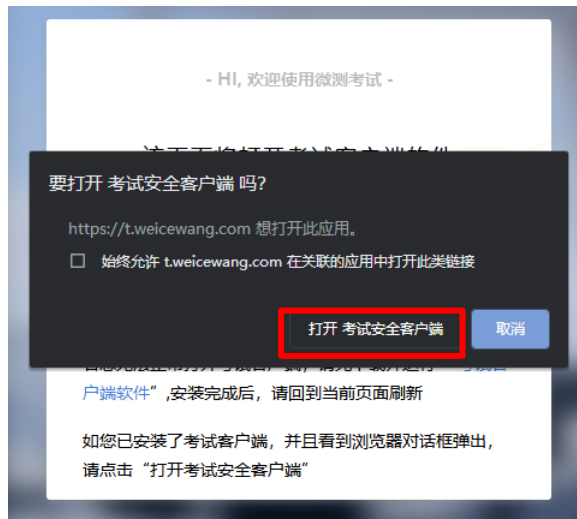 - HI, 欢迎使用微测考试 -
要打开 考试安全客户端 吗?
https://t.weicewang.com 想打开此应用。
始终允许 t.weicewang.com 在关联的应用中打开此类链接
打开 考试安全客户端
取消
户端软件”,安装完成后，请回到当前页面刷新
如您已安装了考试客户端，并且看到浏览器对话框弹出，
请点击“打开考试安全客户端”